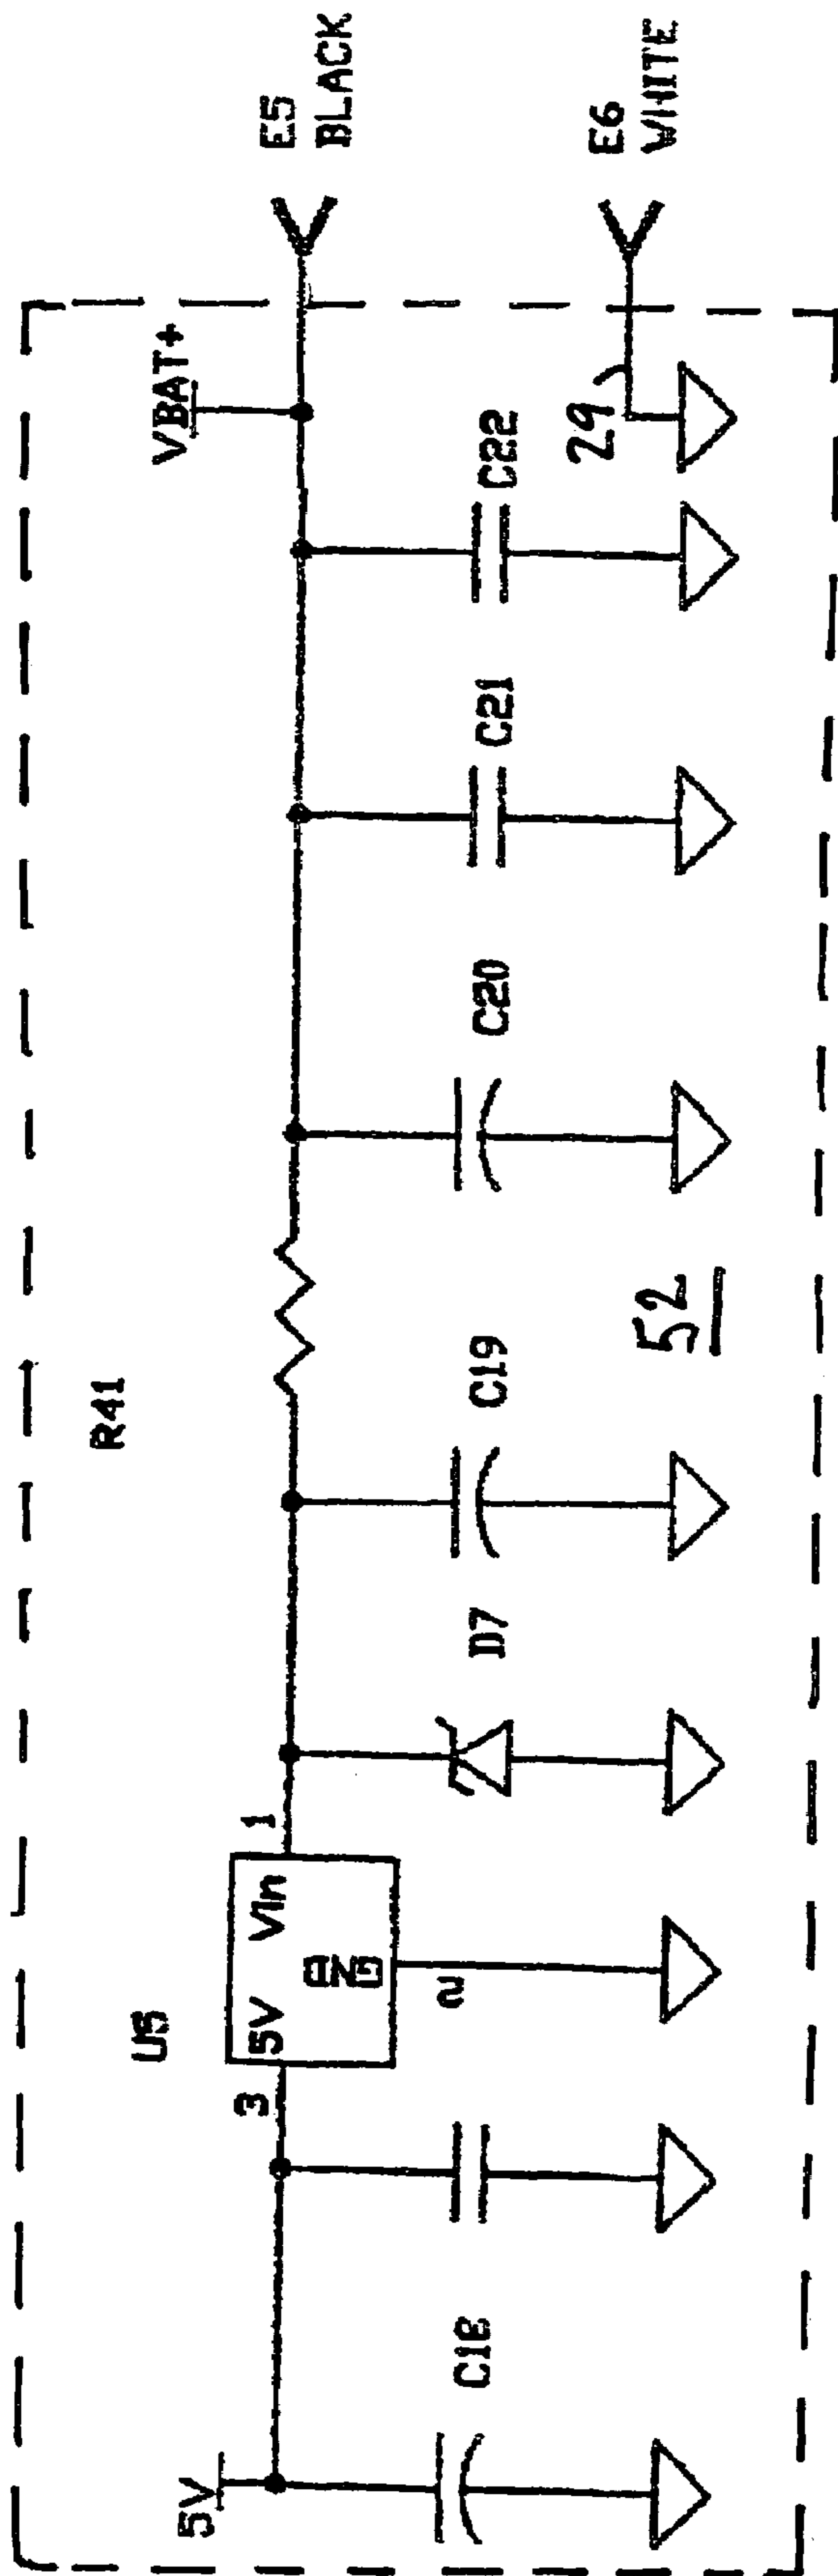 E5
BLACK
E6
WHITE
VBAT+
29
C22
C21
C20
52
C19
R41
D7
1
Vin
5V
GND
2
U5
3
C18
5V